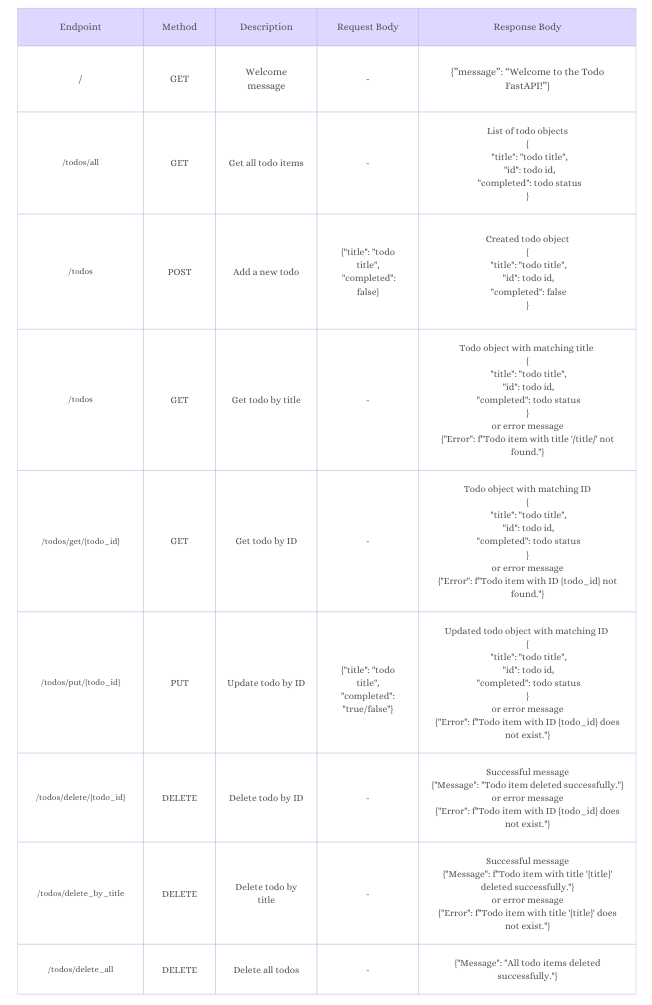 Endpoint
Method
Description
Request Body
Response Body
/
GET
Welcome
message
-
{"message": "Welcome to the Todo
FastAPI!"}
/todos/all
GET
Get all todo items
-
List of todo objects
{
"title": "todo title",
"id": todo id,
"completed": todo status
}
/todos
POST
Add a new todo
{"title": "todo
title",
"completed":
false}
Created todo object
{
"title": "todo title",
"id": todo id,
"completed": false
}
/todos
GET
Get todo by title
-
Todo object with matching title
{
"title": "todo title",
"id": todo id,
"completed": todo status
}
or error message
{"Error": f"Todo item with title '/title/' not
found."}
/todos/get/{todo_id}
GET
Get todo by ID
-
Todo object with matching ID
{
"title": "todo title",
"id": todo id,
"completed": todo status
}
or error message
{"Error": f"Todo item with ID {todo_id} not
found."}
/todos/put/{todo_id}
PUT
Update todo by ID
{"title": "todo
title",
"completed":
"true/false"}
Updated todo object with matching ID
{
"title": "todo title",
"id": todo id,
"completed": todo status
}
or error message
{"Error": f"Todo item with ID {todo_id} does
not exist."}
/todos/delete/{todo_id}
DELETE
Delete todo by ID
-
Successful message
{"Message": "Todo item deleted successfully."}
or error message
{"Error": f"Todo item with ID {todo_id} does
not exist."}
/todos/delete_by_title
DELETE
Delete todo by
title
-
Successful message
{"Message": f"Todo item with title '{title}'
deleted successfully."}
or error message
{"Error": f"Todo item with title '{title}' does
not exist."}
/todos/delete_all
DELETE
Delete all todos
-
{"Message": "All todo items deleted
successfully."}